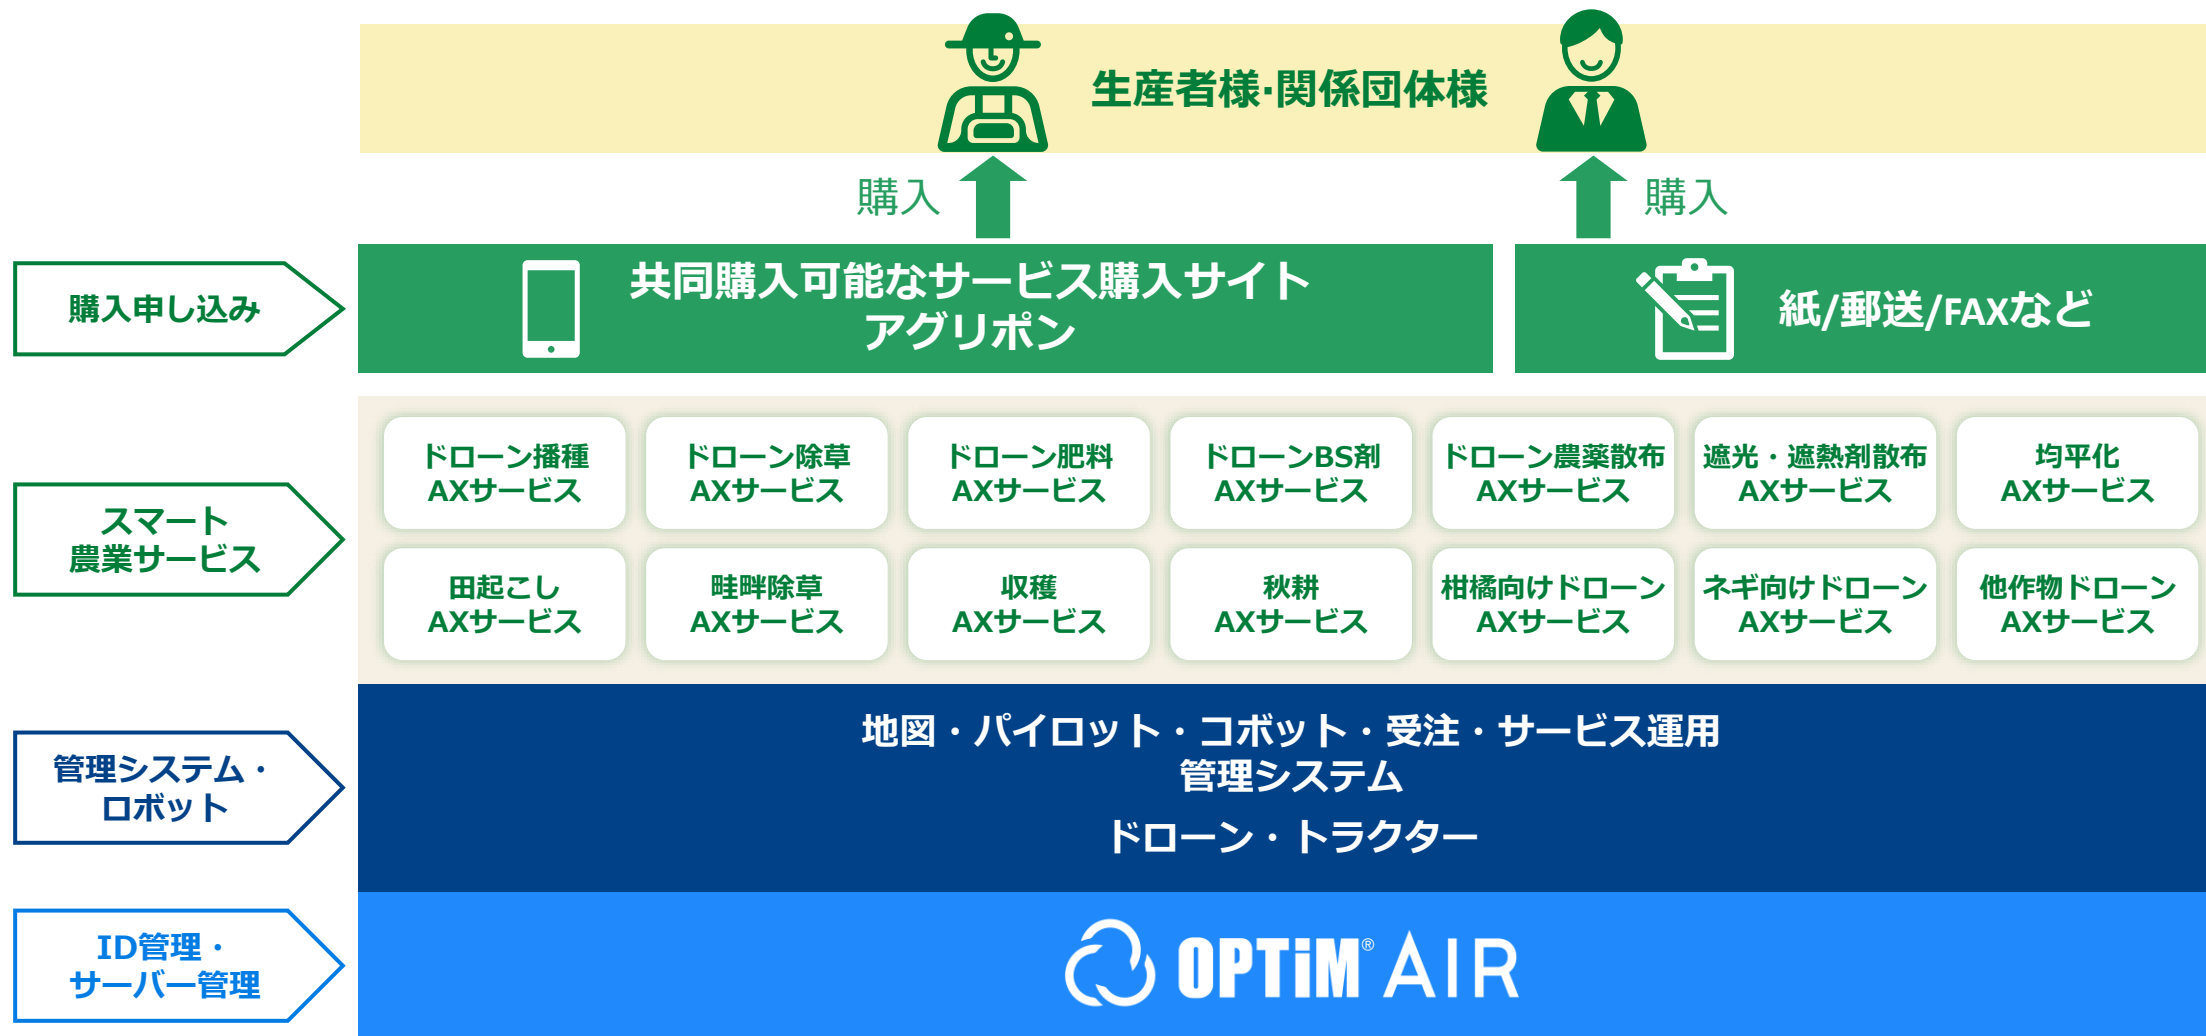 生産者様・関係団体様
購入
購入
購入申し込み
共同購入可能なサービス購入サイト
アグリポン
紙/郵送/FAXなど
スマート
農業サービス
ドローン播種
AXサービス
ドローン除草
AXサービス
ドローン肥料
AXサービス
ドローンBS剤
AXサービス
ドローン農薬散布
AXサービス
遮光・遮熱剤散布
AXサービス
均平化
AXサービス
田起こし
AXサービス
畦畔除草
AXサービス
収穫
AXサービス
秋耕
AXサービス
柑橘向けドローン
AXサービス
ネギ向けドローン
AXサービス
他作物ドローン
AXサービス
管理システム・
ロボット
地図・パイロット・コボット・受注・サービス運用
管理システム
ドローン・トラクター
ID管理・
サーバー管理
OPTiM® AIR